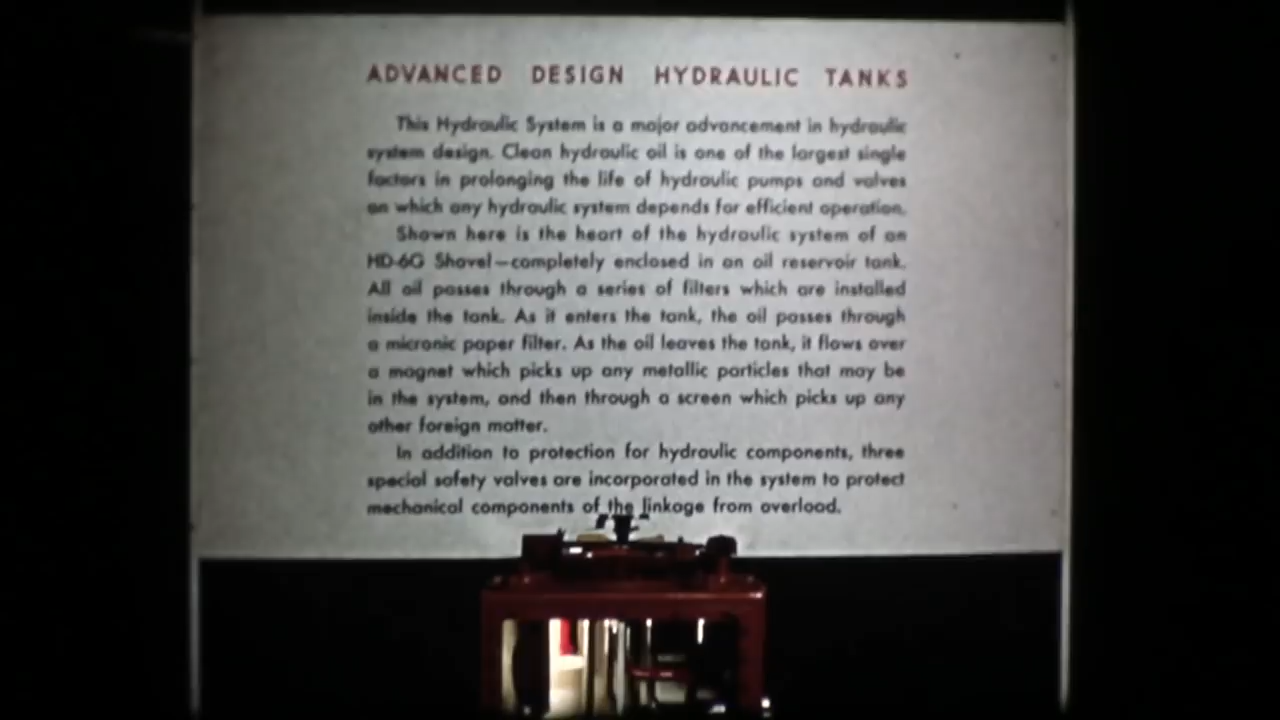 ADVANCED DESIGN HYDRAULIC TANKS
This Hydraulic System is a major advancement in hydraulic
system design. Clean hydraulic oil is one of the largest single
factors in prolonging the life of hydraulic pumps and valves
on which any hydraulic system depends for efficient operation.
Shown here is the heart of the hydraulic system of an
HD-6G Shovel—completely enclosed in an oil reservoir tank.
All oil passes through a series of filters which are installed
inside the tank. As it enters the tank, the oil passes through
a micronic paper filter. As the oil leaves the tank, it flows over
a magnet which picks up any metallic particles that may be
in the system, and then through a screen which picks up any
other foreign matter.
In addition to protection for hydraulic components, three
special safety valves are incorporated in the system to protect
mechanical components of the linkage from overload.